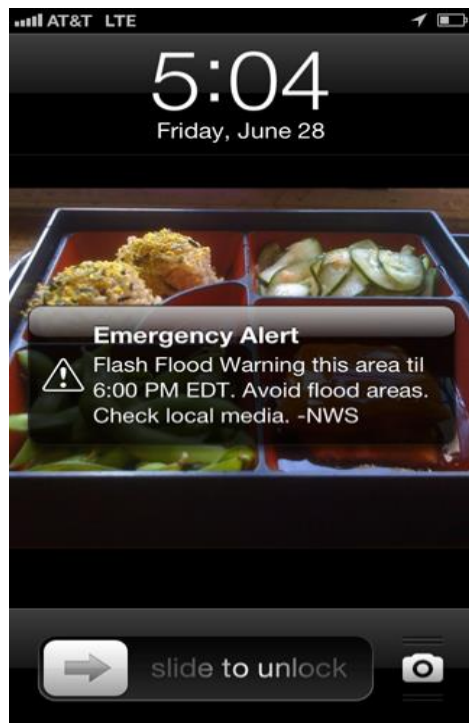 AT&T LTE
5:04
Friday, June 28
Emergency Alert
Flash Flood Warning this area til
6:00 PM EDT. Avoid flood areas.
Check local media. -NWS
slide to unlock